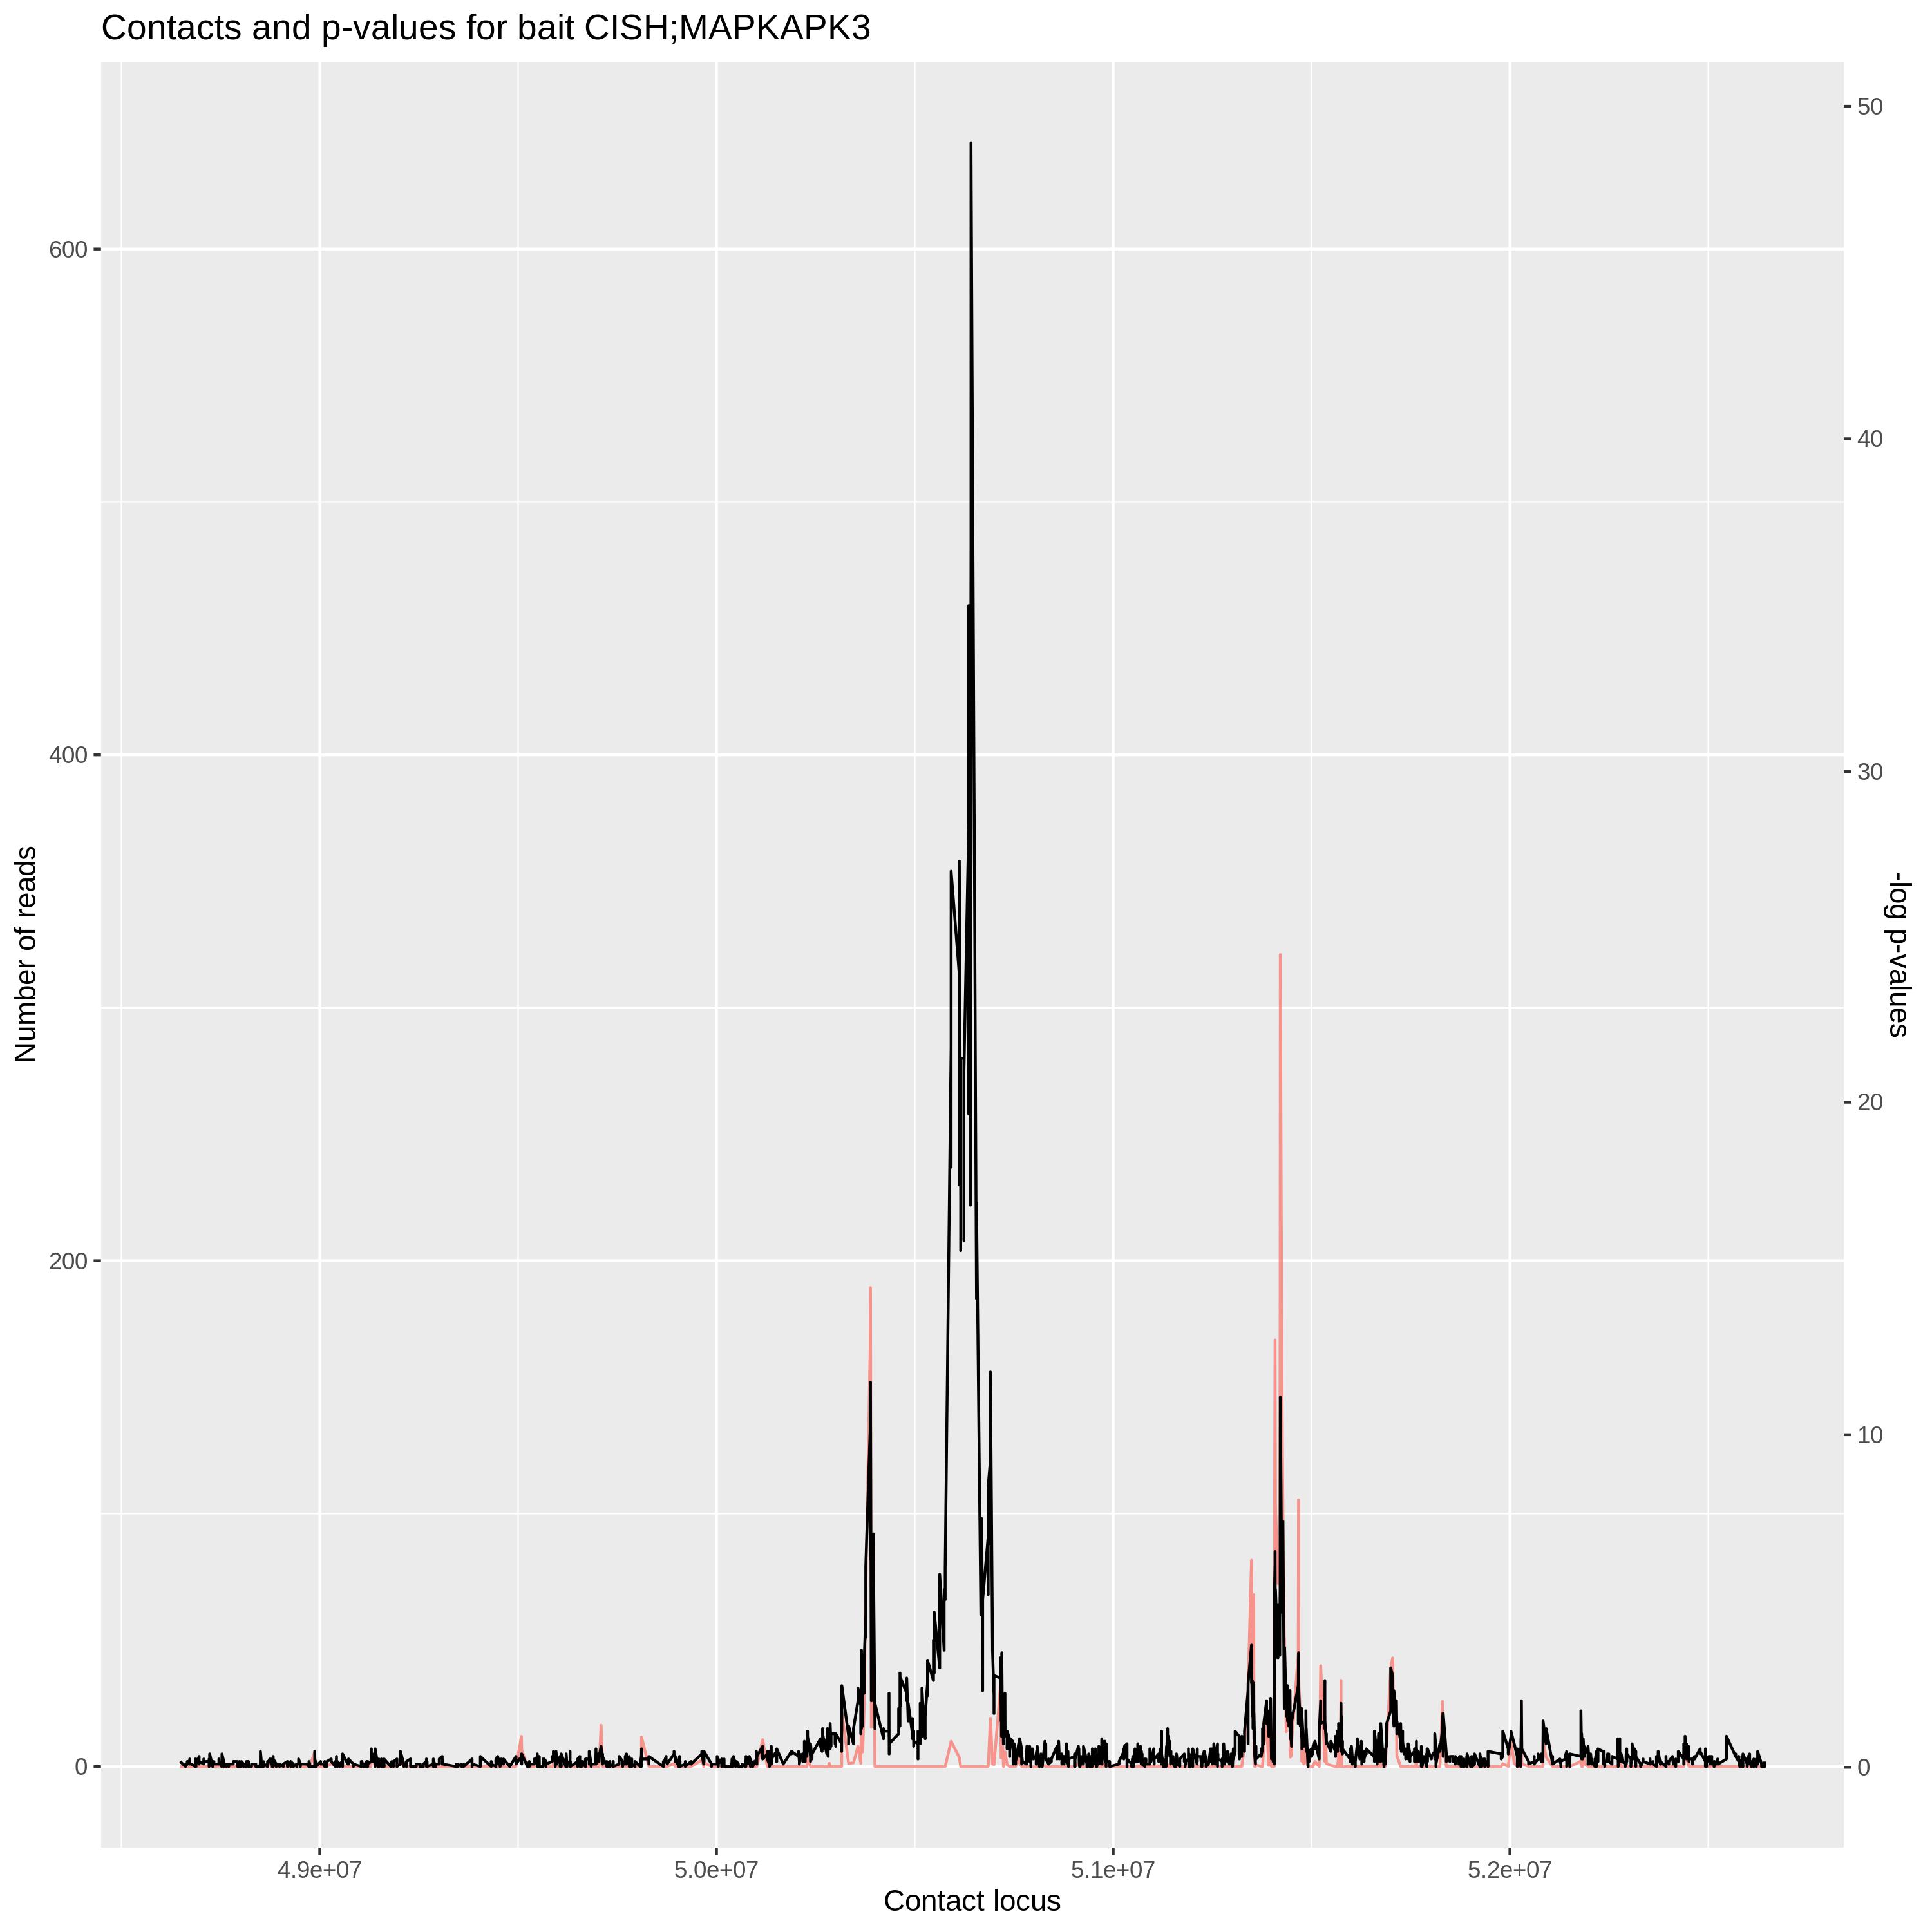 Contacts and p-values for bait CISH;MAPKAPK3
600
400
200
0
Number of reads
50
40
30
20
10
0
-log p-values
4.9e+07
5.0e+07
5.1e+07
5.2e+07
Contact locus